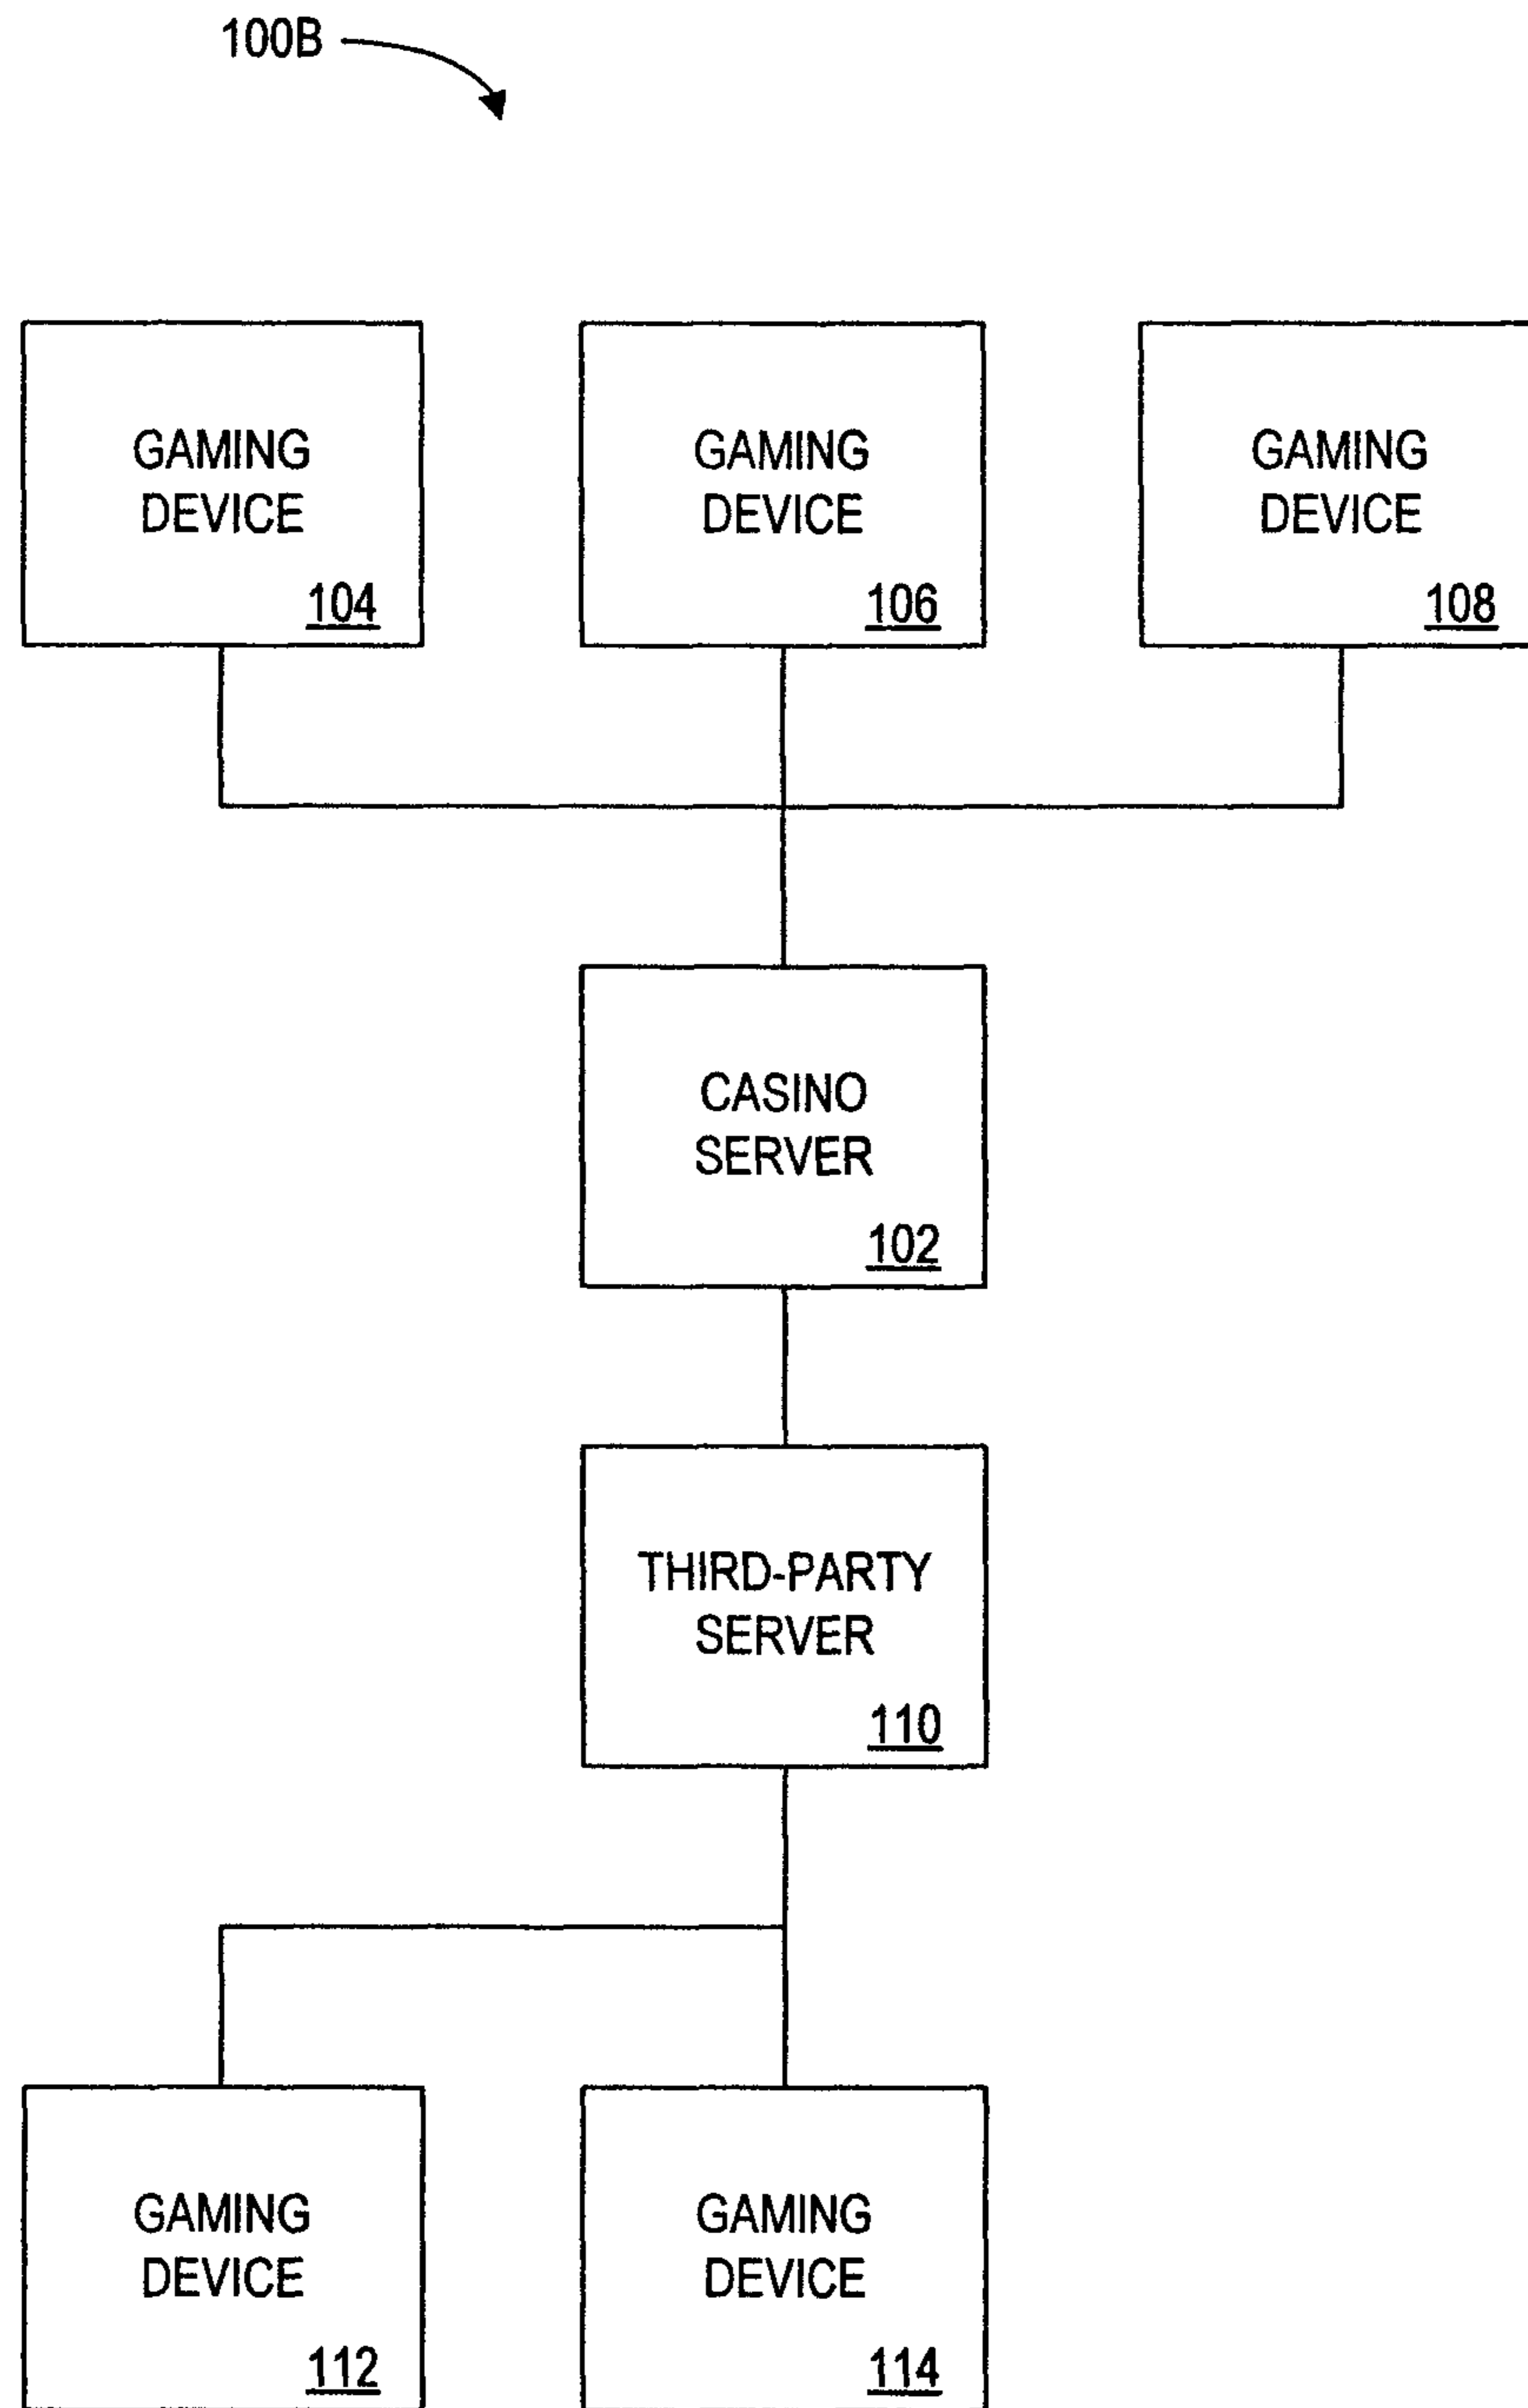 100B
GAMING
DEVICE
104
GAMING
DEVICE
106
GAMING
DEVICE
108
CASINO
SERVER
102
THIRD-PARTY
SERVER
110
GAMING
DEVICE
112
GAMING
DEVICE
114